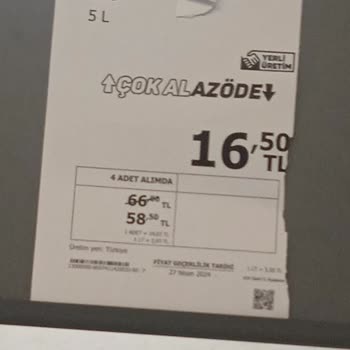 5 L
YERLİ
ÜRETİM
ÇOK AL AZ ÖDE
16,50
TL
4 ADET ALIMDA
66,00 TL
58,50 TL
Üretim yeri: Türkiye
FİYAT GEÇERLİLİK TARİHİ
27 Nisan 2024